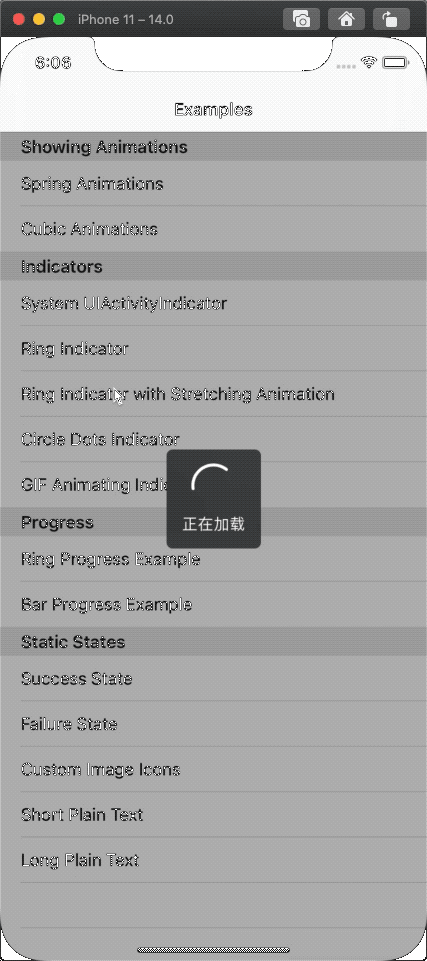 iPhone 11 – 14.0
6:06
Examples
Showing Animations
Spring Animations
Cubic Animations
Indicators
System UIActivityIndicator
Ring Indicator
Ring Indicator with Stretching Animation
Circle Dots Indicator
GIF Animating Indi
正在加载
Progress
Ring Progress Example
Bar Progress Example
Static States
Success State
Failure State
Custom Image Icons
Short Plain Text
Long Plain Text